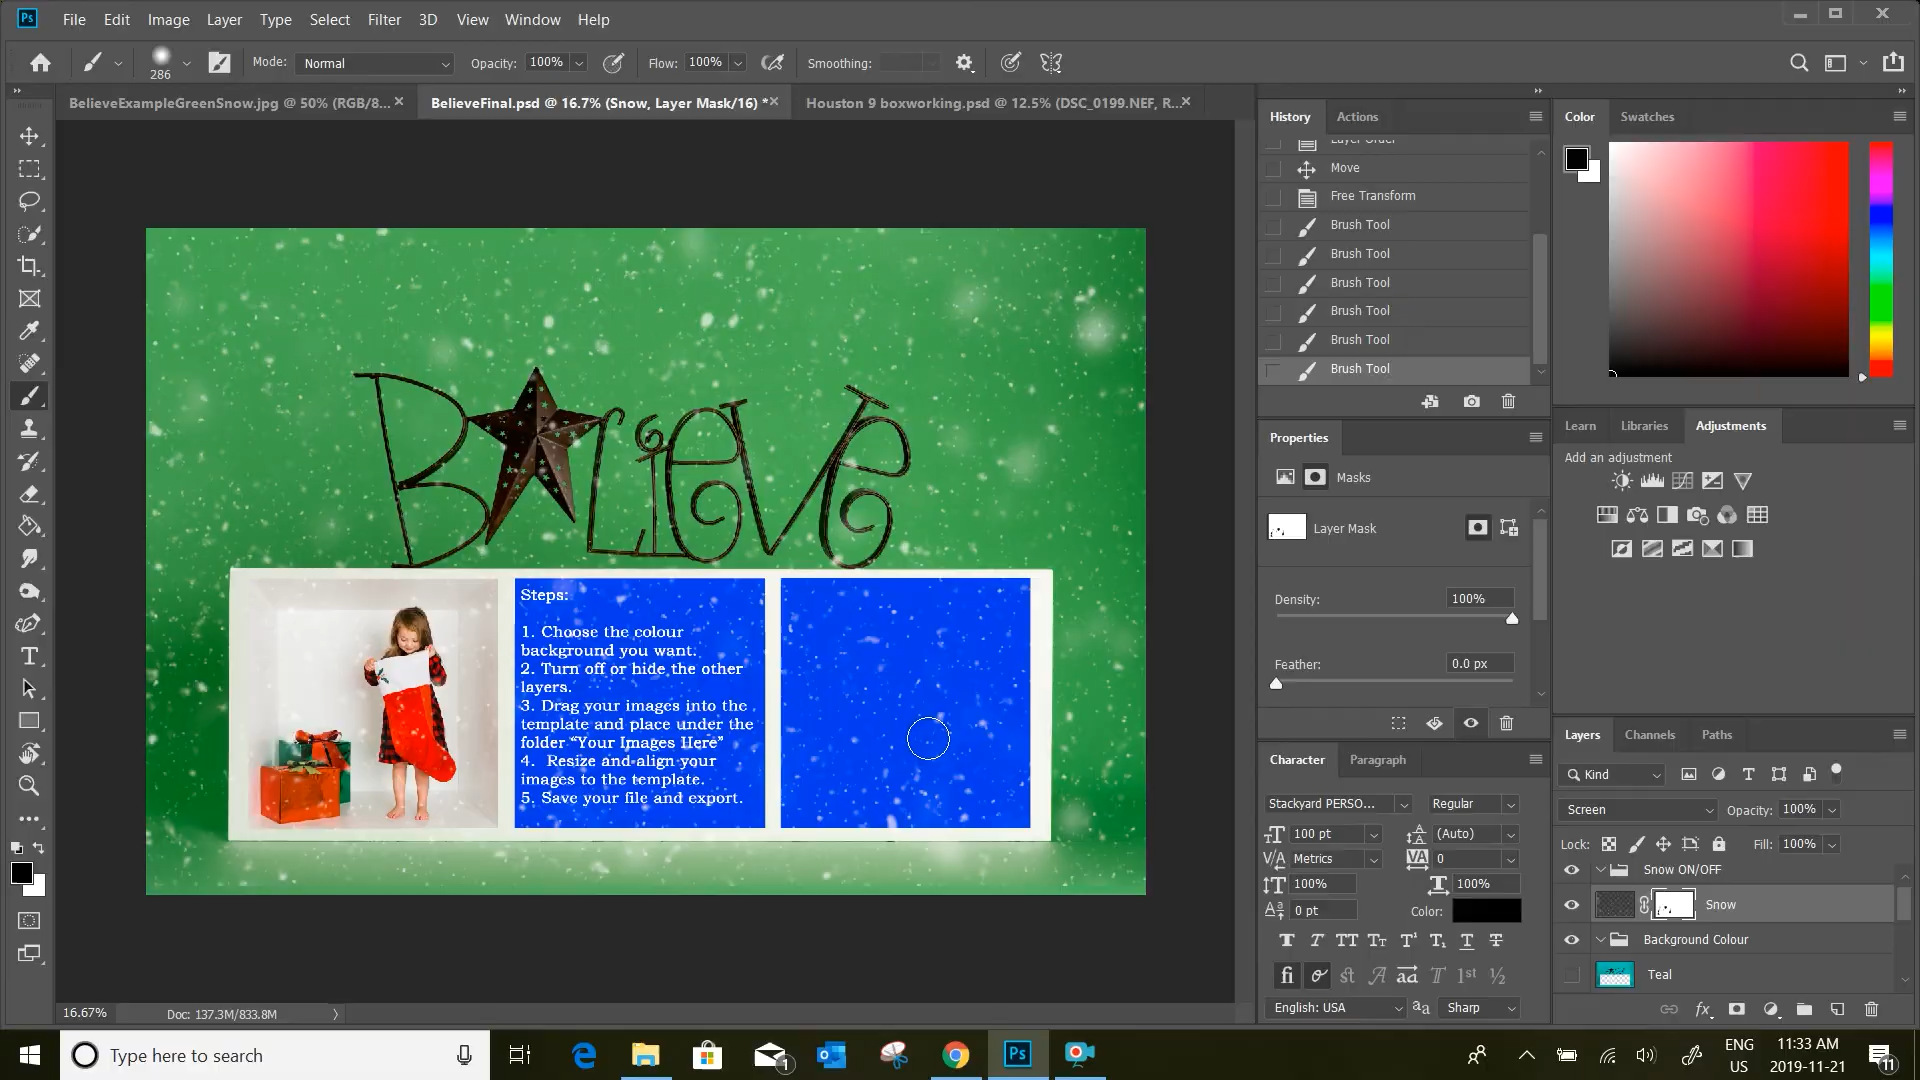 Ps
File Edit Image Layer Type Select Filter 3D View Window Help
286 Mode: Normal Opacity: 100% Flow: 100% Smoothing:
BelieveExampleGreenSnow.jpg @ 50% (RGB/8... × BelieveFinal.psd @ 16.7% (Snow, Layer Mask/16) * × Houston 9 boxworking.psd @ 12.5% (DSC_0199.NEF, R... ×
History Actions
Layer Order
Move
Free Transform
Brush Tool
Brush Tool
Brush Tool
Brush Tool
Brush Tool
Brush Tool
Color Swatches
Properties
Masks
Layer Mask
Density: 100%
Feather: 0.0 px
Learn Libraries Adjustments
Add an adjustment
Character Paragraph
Stackyard PERSO... Regular
100 pt (Auto)
Metrics 0
100% 100%
0 pt Color:
English: USA Sharp
Layers Channels Paths
Kind
Screen Opacity: 100%
Lock: Fill: 100%
Snow ON/OFF
Snow
Background Colour
Teal
Believe
Steps:
1. Choose the colour
background you want.
2. Turn off or hide the other
layers.
3. Drag your images into the
template and place under the
folder “Your Images Here”
4. Resize and align your
images to the template.
5. Save your file and export.
16.67% Doc: 137.3M/833.8M
Type here to search
1
Ps
ENG
US
11:33 AM
2019-11-21
11